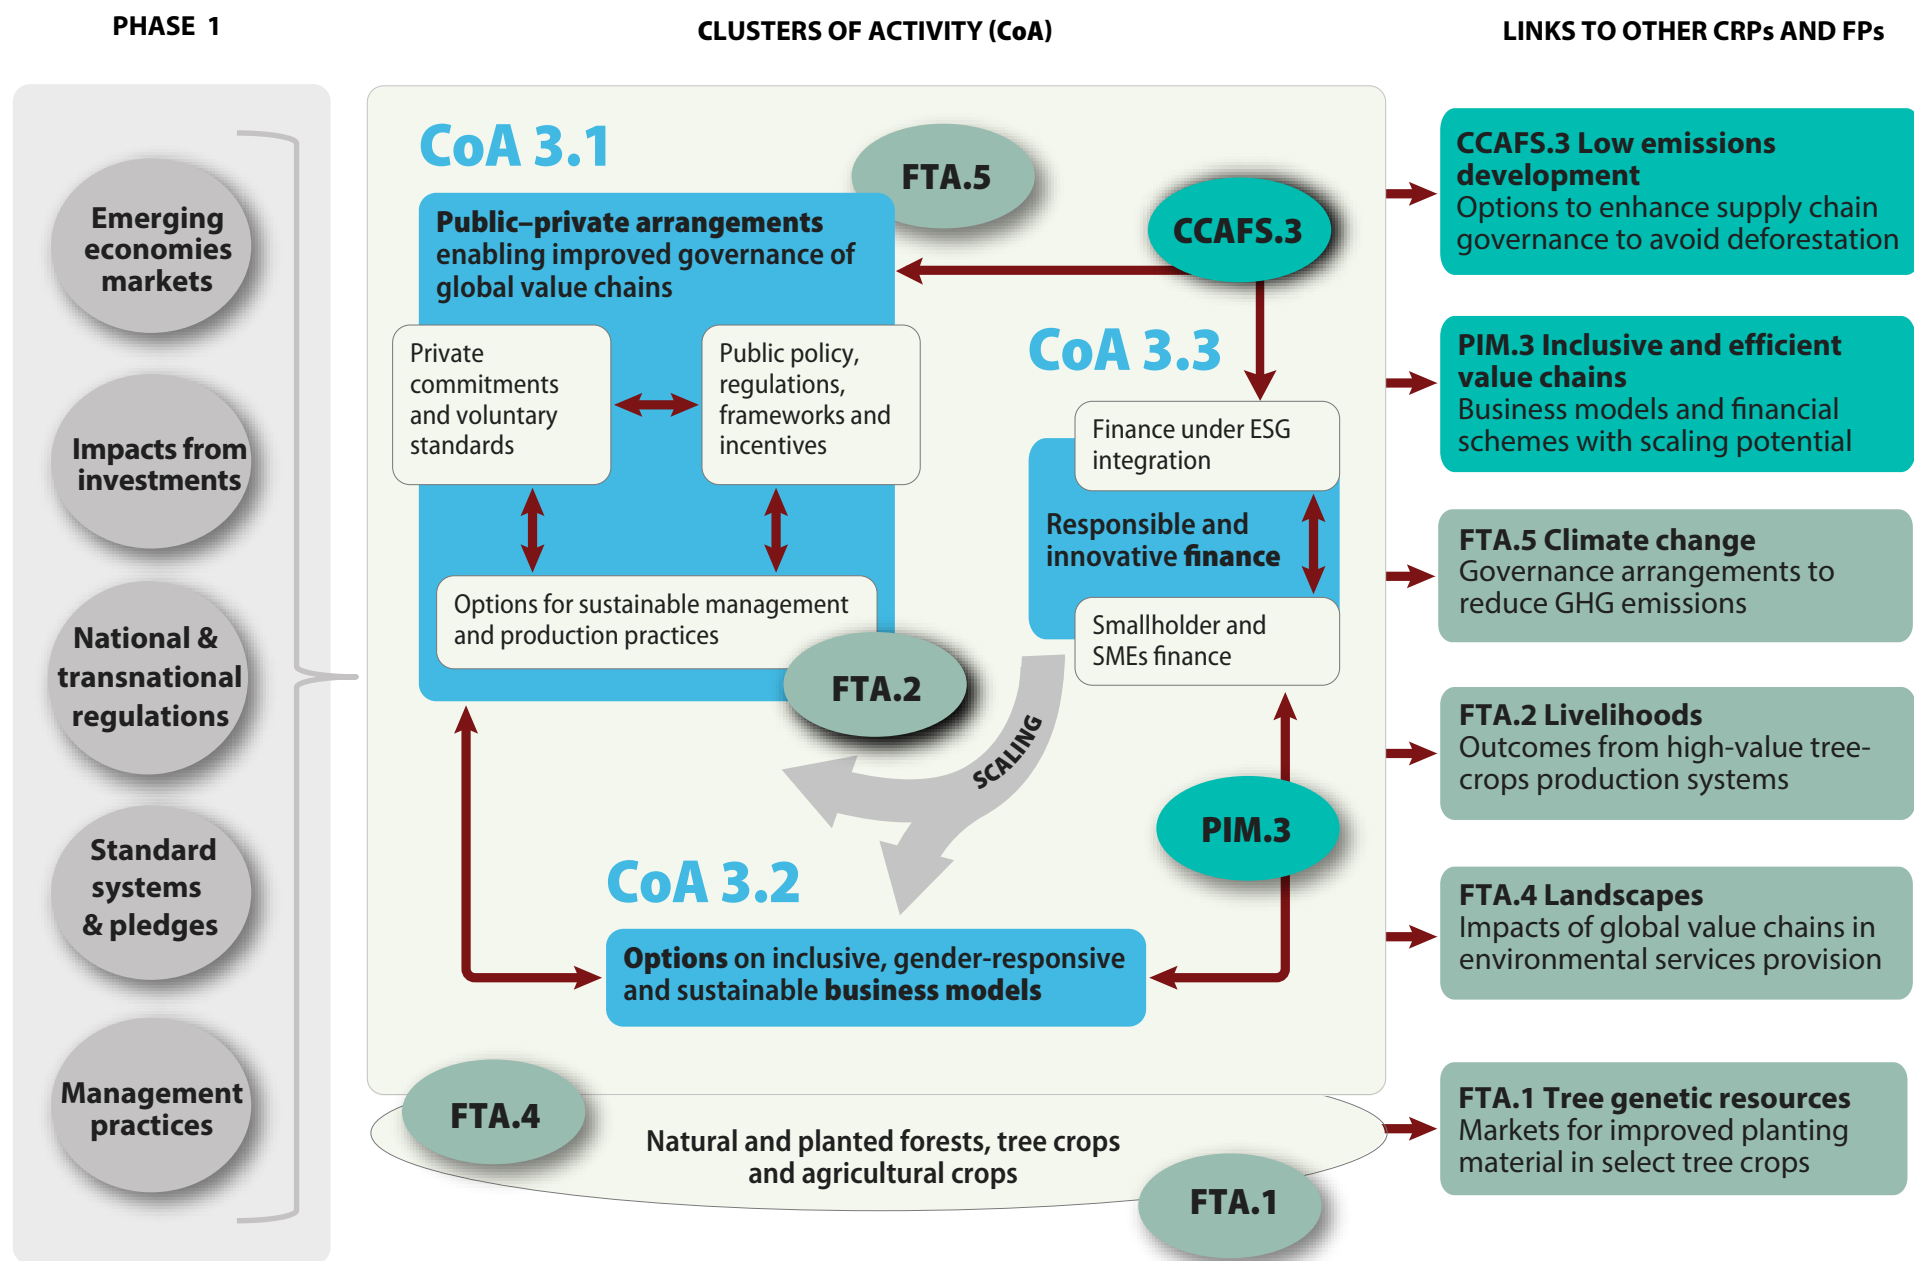 PHASE 1
CLUSTERS OF ACTIVITY (CoA)
LINKS TO OTHER CRPs AND FPs
Emerging
economies
markets
Impacts from
investments
National &
transnational
regulations
Standard
systems
& pledges
Management
practices
CoA 3.1
FTA.5
Public–private arrangements
enabling improved governance of
global value chains
Private
commitments
and voluntary
standards
Public policy,
regulations,
frameworks and
incentives
Options for sustainable management
and production practices
FTA.2
CCAFS.3
CoA 3.3
Finance under ESG
integration
Responsible and
innovative finance
Smallholder and
SMEs finance
SCALING
PIM.3
CoA 3.2
Options on inclusive, gender-responsive
and sustainable business models
FTA.4
Natural and planted forests, tree crops
and agricultural crops
FTA.1
CCAFS.3 Low emissions
development
Options to enhance supply chain
governance to avoid deforestation
PIM.3 Inclusive and efficient
value chains
Business models and financial
schemes with scaling potential
FTA.5 Climate change
Governance arrangements to
reduce GHG emissions
FTA.2 Livelihoods
Outcomes from high-value tree-
crops production systems
FTA.4 Landscapes
Impacts of global value chains in
environmental services provision
FTA.1 Tree genetic resources
Markets for improved planting
material in select tree crops